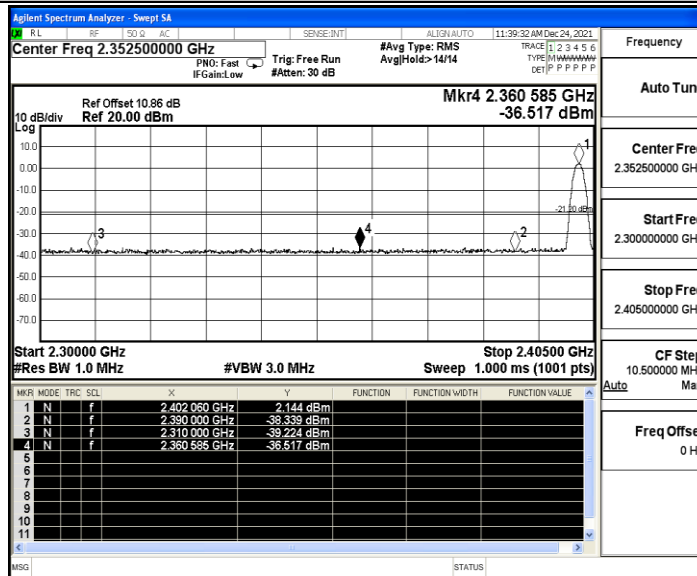 Agilent Spectrum Analyzer - Swept SA
RL RF 50 Ω AC SENSE:INT ALIGN AUTO 11:39:32 AM Dec 24, 2021
Center Freq 2.352500000 GHz #Avg Type: RMS TRACE 1 2 3 4 5 6
PNO: Fast Trig: Free Run Avg|Hold:>14/14 TYPE M WWWWW
IFGain:Low #Atten: 30 dB DET P P P P P P
Ref Offset 10.86 dB Mkr4 2.360 585 GHz
10 dB/div Ref 20.00 dBm -36.517 dBm
Log
10.0
0.00
-10.0
-20.0
-30.0
-40.0
-50.0
-60.0
-70.0
1
-21.20 dBm
3
4
2
Start 2.30000 GHz Stop 2.40500 GHz
#Res BW 1.0 MHz #VBW 3.0 MHz Sweep 1.000 ms (1001 pts)
MKR MODE TRC SCL X Y FUNCTION FUNCTION WIDTH FUNCTION VALUE
1 N f 2.402 060 GHz 2.144 dBm
2 N f 2.390 000 GHz -38.339 dBm
3 N f 2.310 000 GHz -39.224 dBm
4 N f 2.360 585 GHz -36.517 dBm
5
6
7
8
9
10
11
MSG STATUS
Frequency
Auto Tun
Center Fre
2.352500000 GH
Start Fre
2.300000000 GH
Stop Fre
2.405000000 GH
CF Step
10.500000 MH
Auto Ma
Freq Offse
0 H